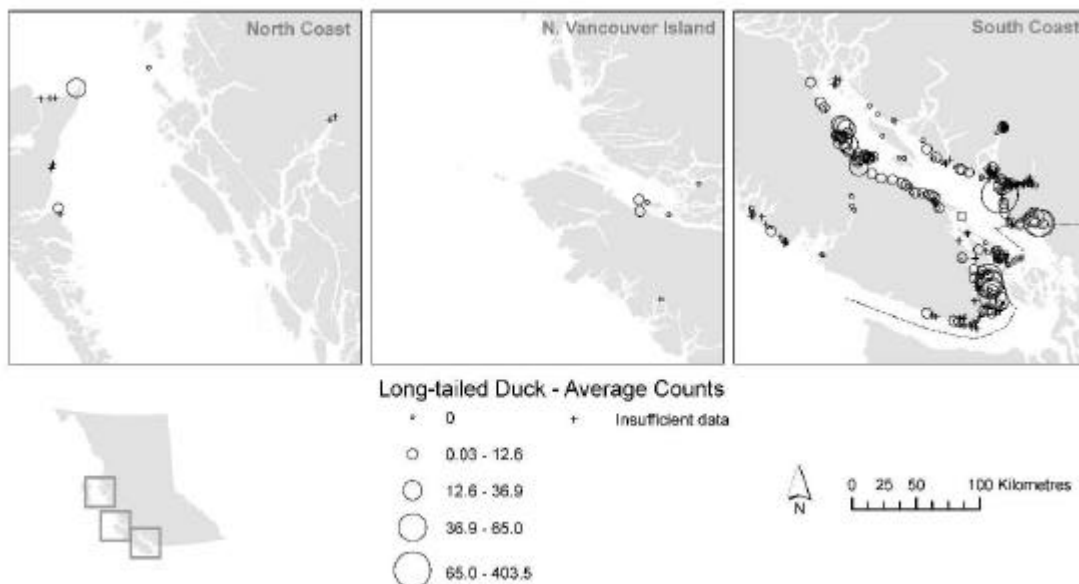 North Coast
N. Vancouver Island
South Coast
Long-tailed Duck - Average Counts
0
Insufficient data
0.03 - 12.6
12.6 - 36.9
36.9 - 65.0
65.0 - 403.5
N
0 25 50 100 Kilometres